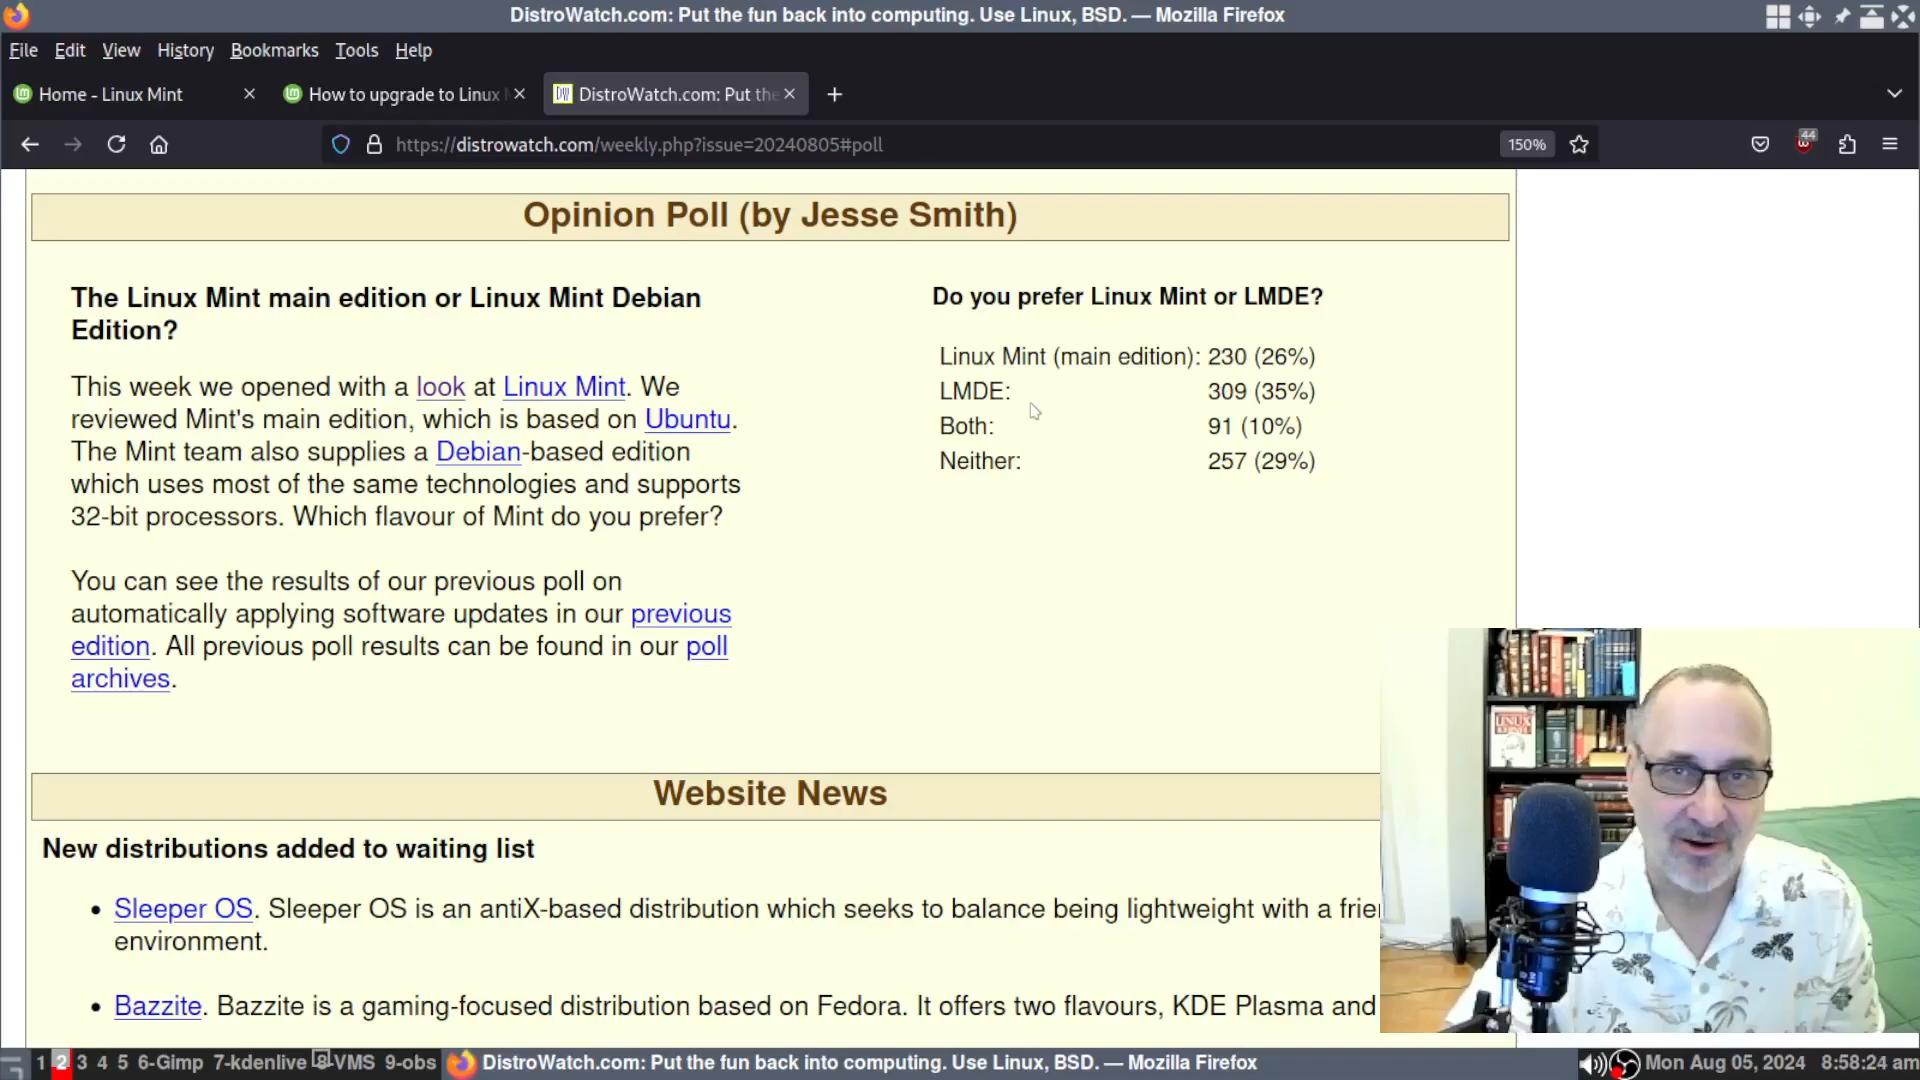 DistroWatch.com: Put the fun back into computing. Use Linux, BSD. — Mozilla Firefox
File Edit View History Bookmarks Tools Help
Home - Linux Mint
How to upgrade to Linux
DistroWatch.com: Put the
https://distrowatch.com/weekly.php?issue=20240805#poll
150%
44
Opinion Poll (by Jesse Smith)
The Linux Mint main edition or Linux Mint Debian
Edition?
This week we opened with a look at Linux Mint. We
reviewed Mint's main edition, which is based on Ubuntu.
The Mint team also supplies a Debian-based edition
which uses most of the same technologies and supports
32-bit processors. Which flavour of Mint do you prefer?
You can see the results of our previous poll on
automatically applying software updates in our previous
edition. All previous poll results can be found in our poll
archives.
Do you prefer Linux Mint or LMDE?
Linux Mint (main edition): 230 (26%)
LMDE: 309 (35%)
Both: 91 (10%)
Neither: 257 (29%)
Website News
New distributions added to waiting list
• Sleeper OS. Sleeper OS is an antiX-based distribution which seeks to balance being lightweight with a frie
environment.
• Bazzite. Bazzite is a gaming-focused distribution based on Fedora. It offers two flavours, KDE Plasma and
LINUX
KERNEL
1 2 3 4 5 6-Gimp 7-kdenlive 8-VMS 9-obs
DistroWatch.com: Put the fun back into computing. Use Linux, BSD. — Mozilla Firefox
Mon Aug 05, 2024 8:58:24 am